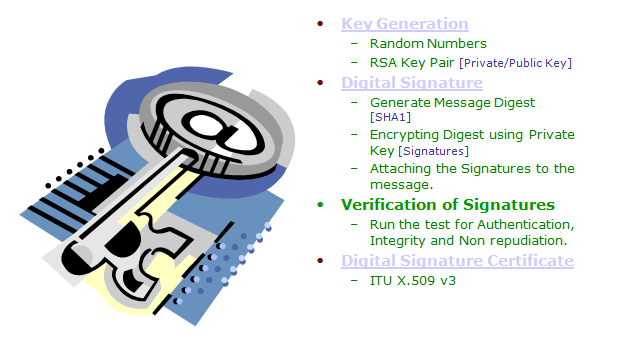 • Key Generation
– Random Numbers
– RSA Key Pair [Private/Public Key]
• Digital Signature
– Generate Message Digest
[SHA1]
– Encrypting Digest using Private
Key [Signatures]
– Attaching the Signatures to the
message.
• Verification of Signatures
– Run the test for Authentication,
Integrity and Non repudiation.
• Digital Signature Certificate
– ITU X.509 v3